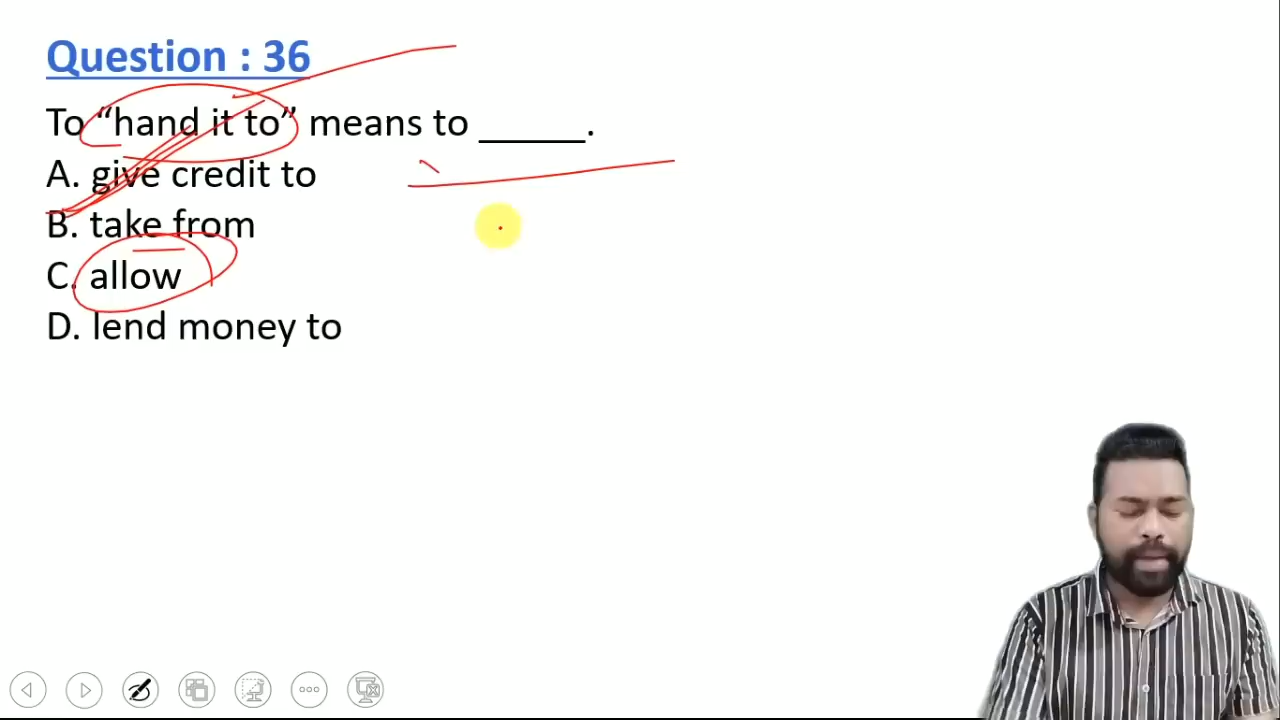 Question : 36
To “hand it to” means to ______.
A. give credit to
B. take from
C. allow
D. lend money to